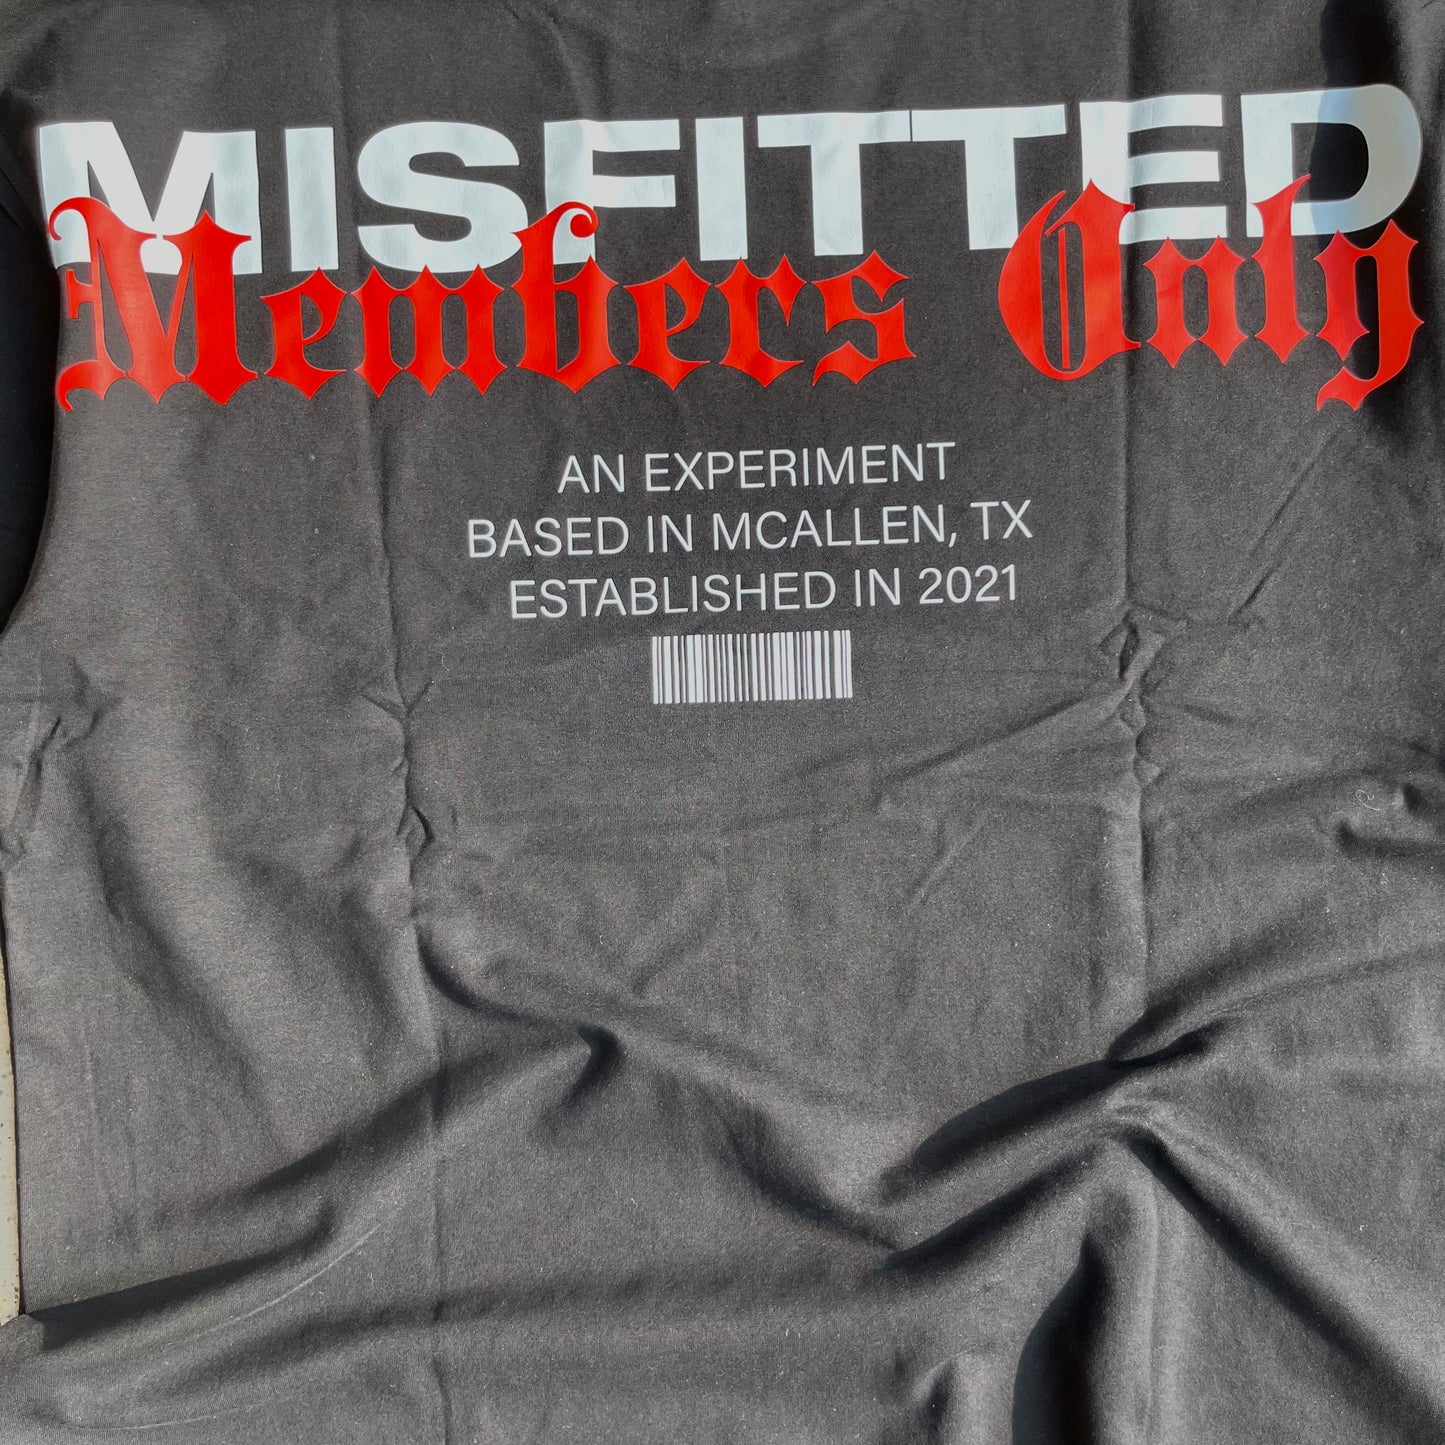 MISFITTED
Members Only
AN EXPERIMENT
BASED IN MCALLEN, TX
ESTABLISHED IN 2021